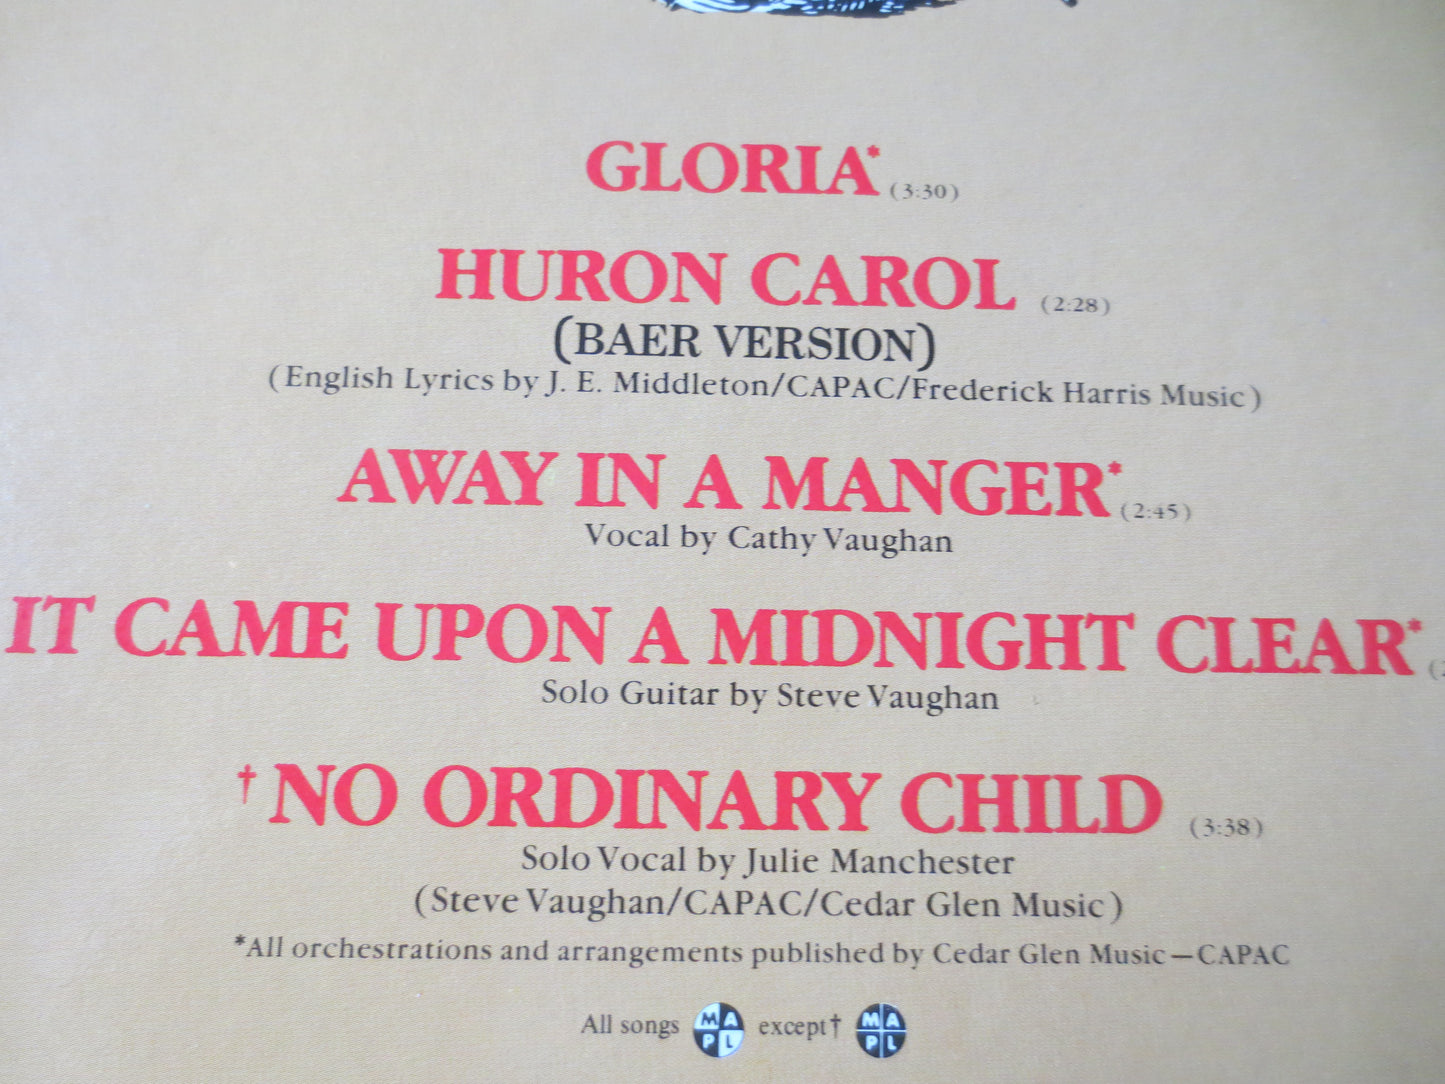 GLORIA* (3:30)
HURON CAROL (2:28)
(BAER VERSION)
(English Lyrics by J. E. Middleton/CAPAC/Frederick Harris Music)
AWAY IN A MANGER* (2:45)
Vocal by Cathy Vaughan
IT CAME UPON A MIDNIGHT CLEAR*
Solo Guitar by Steve Vaughan
†NO ORDINARY CHILD (3:38)
Solo Vocal by Julie Manchester
(Steve Vaughan/CAPAC/Cedar Glen Music)
*All orchestrations and arrangements published by Cedar Glen Music—CAPAC
All songs MAPL except† MAPL